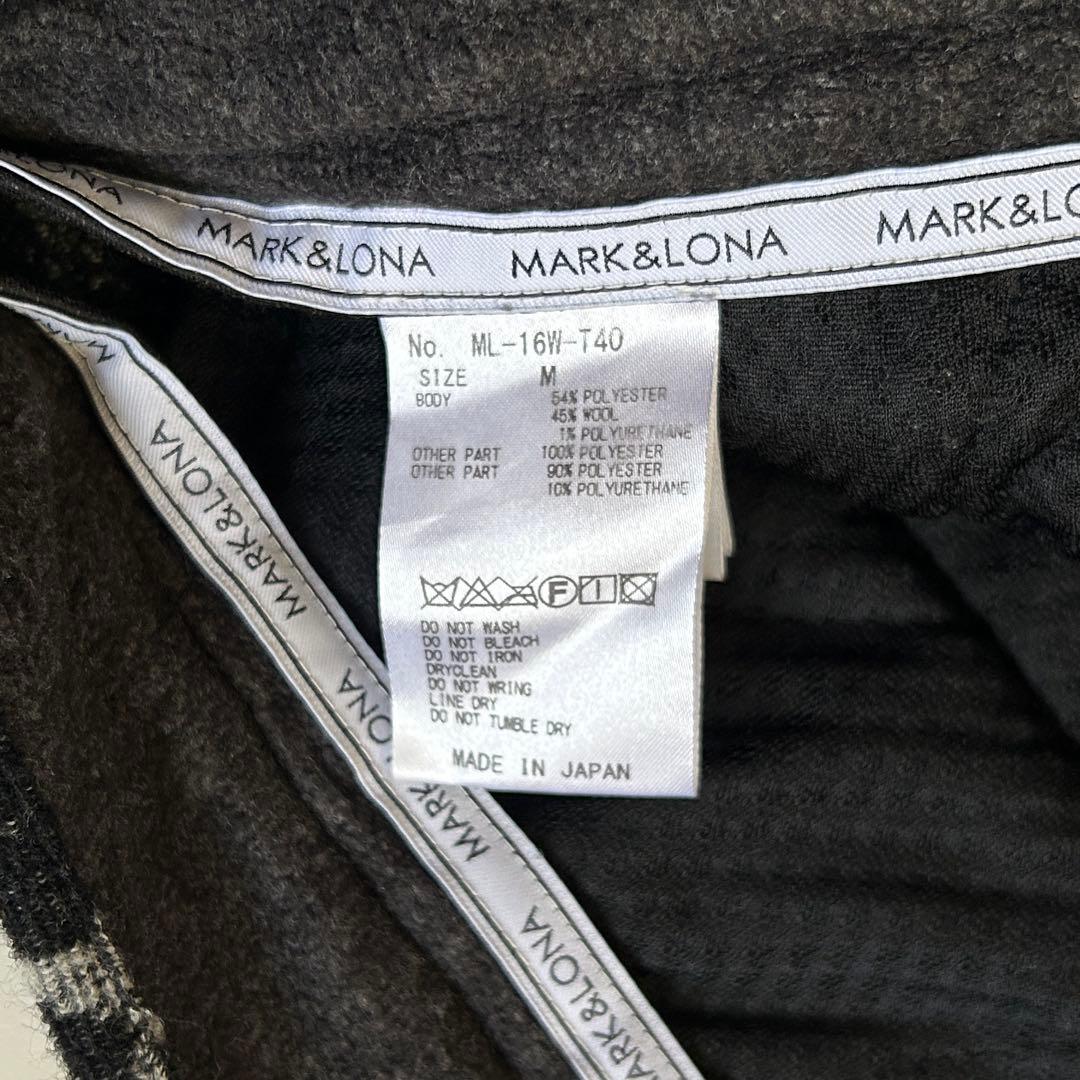 LONA MARK&LONA MARK&LONA MARK&LO
No. ML-16W-T40
SIZE M
BODY 54% POLYESTER
45% WOOL
1% POLYURETHANE
OTHER PART 100% POLYESTER
OTHER PART 90% POLYESTER
10% POLYURETHANE
F I
DO NOT WASH
DO NOT BLEACH
DO NOT IRON
DRYCLEAN
DO NOT WRING
LINE DRY
DO NOT TUMBLE DRY
MADE IN JAPAN
M
MARK&LONA
MARK
LONA
MARK&LONA